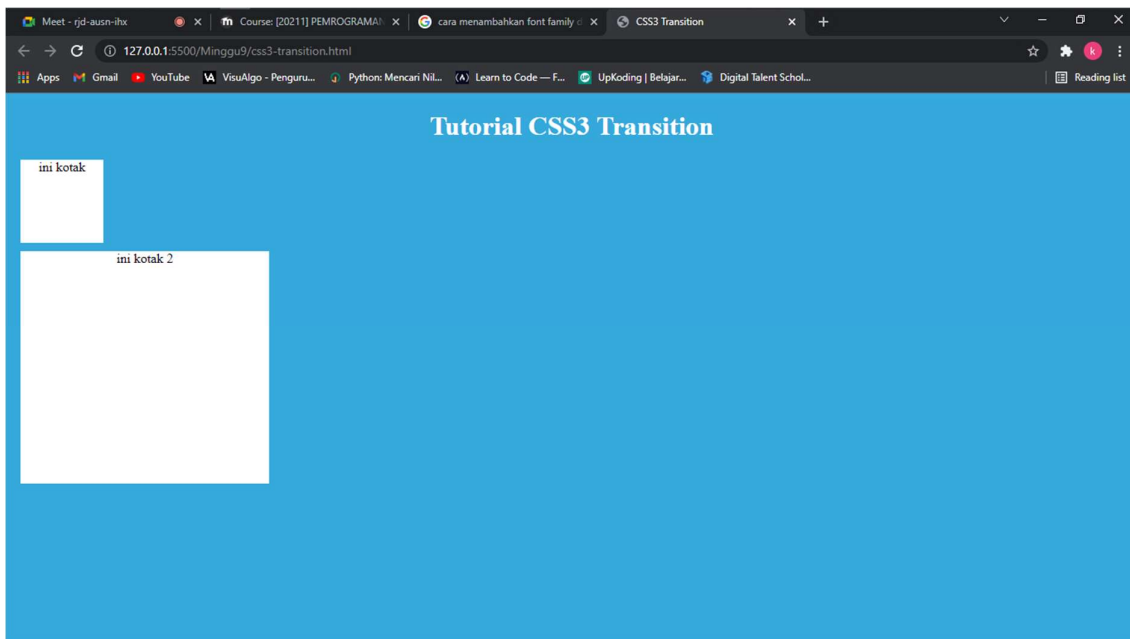 Meet - rjd-ausn-ihx
Course: [20211] PEMROGRAMAN
cara menambahkan font family d
CSS3 Transition
127.0.0.1:5500/Minggu9/css3-transition.html
k
Apps
Gmail
YouTube
VisuAlgo - Penguru...
Python: Mencari Nil...
Learn to Code — F...
UpKoding | Belajar...
Digital Talent Schol...
Reading list
Tutorial CSS3 Transition
ini kotak
ini kotak 2